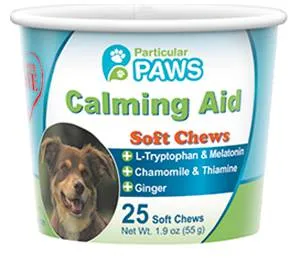 Particular
PAWS
Calming Aid
Soft Chews
L-Tryptophan & Melatonin
Chamomile & Thiamine
Ginger
25 Soft Chews
Net Wt. 1.9 oz (55 g)